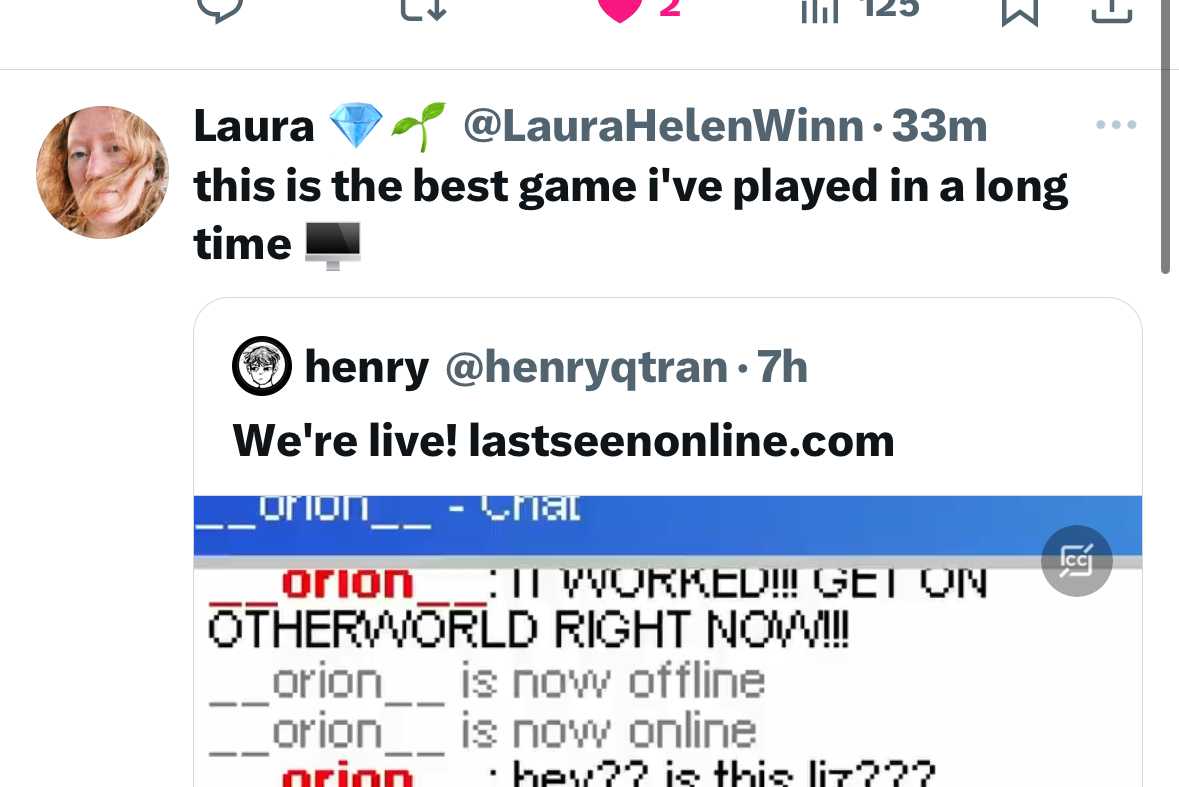 2
125
Laura 💎🌱 @LauraHelenWinn · 33m
this is the best game i've played in a long
time 🖥️
henry @henryqtran · 7h
We're live! lastseenonline.com
__orion__ - Chat
__orion__: IT WORKED!!! GET ON
OTHERWORLD RIGHT NOW!!!
__orion__ is now offline
__orion__ is now online
__orion__: hey?? is this liz???
CC